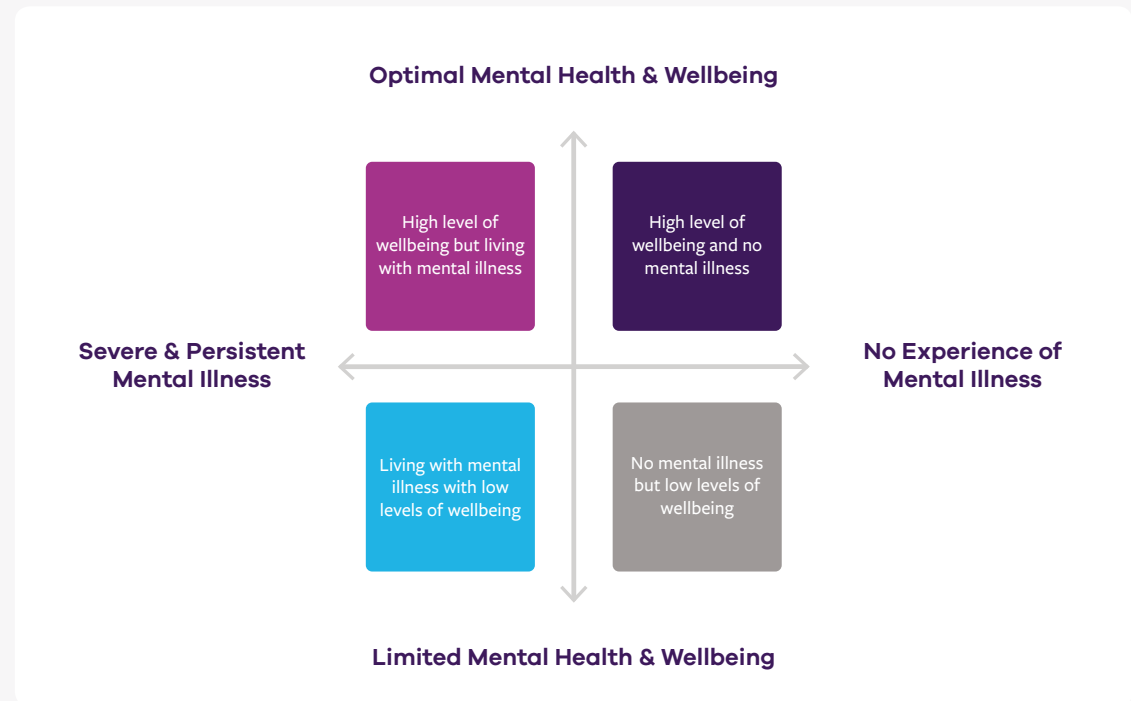 Optimal Mental Health & Wellbeing
High level of
wellbeing but living
with mental illness
High level of
wellbeing and no
mental illness
Severe & Persistent
Mental Illness
No Experience of
Mental Illness
Living with mental
illness with low
levels of wellbeing
No mental illness
but low levels of
wellbeing
Limited Mental Health & Wellbeing